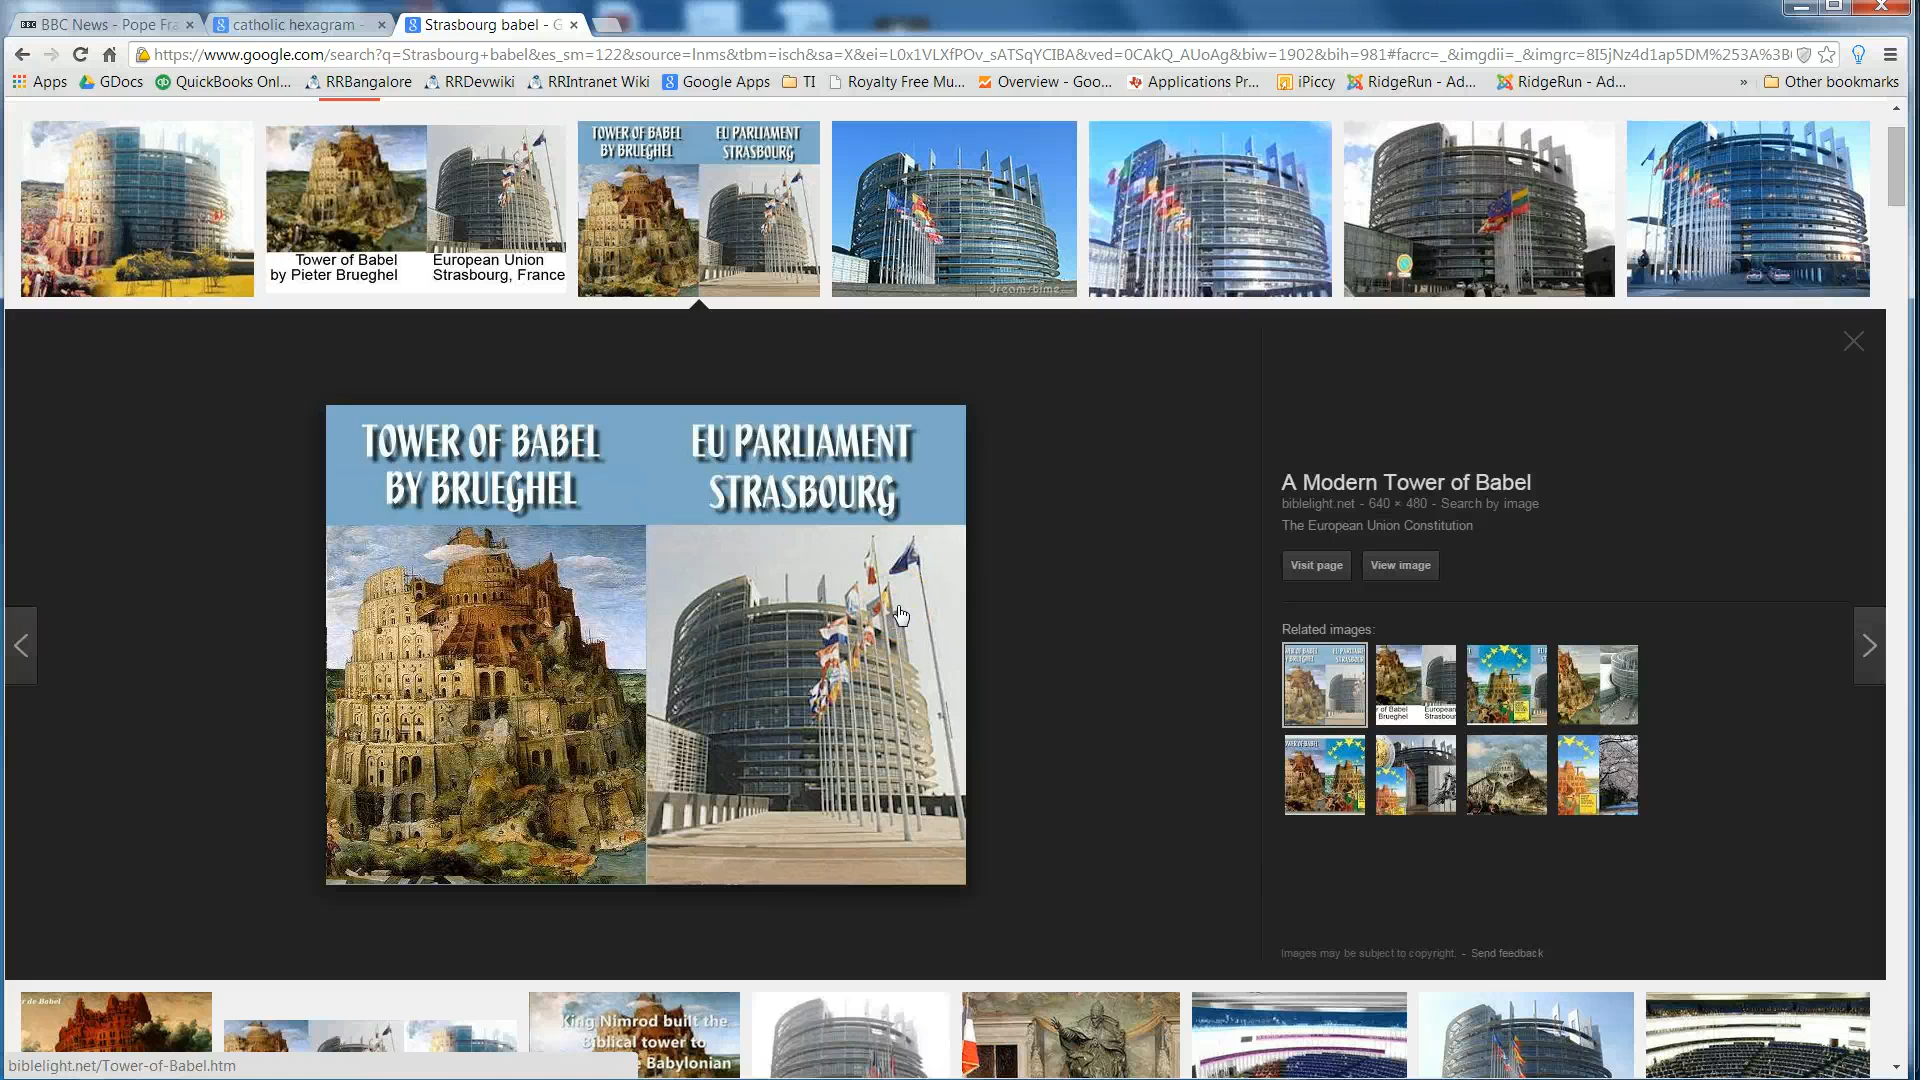 BBC News - Pope Fra
catholic hexagram -
Strasbourg babel - G
https://www.google.com/search?q=Strasbourg+babel&es_sm=122&source=lnms&tbm=isch&sa=X&ei=L0x1VLXfPOv_sATSqYCIBA&ved=0CAkQ_AUoAg&biw=1902&bih=981#facrc=_&imgdii=_&imgrc=8I5jNz4d1ap5DM%253A%3B
Apps
GDocs
QuickBooks Onl...
RRBangalore
RRDevwiki
RRIntranet Wiki
Google Apps
TI
Royalty Free Mu...
Overview - Goo...
Applications Pr...
iPiccy
RidgeRun - Ad...
RidgeRun - Ad...
»
Other bookmarks
Tower of Babel
by Pieter Brueghel
European Union
Strasbourg, France
TOWER OF BABEL
BY BRUEGHEL
EU PARLIAMENT
STRASBOURG
dreamstime
TOWER OF BABEL
BY BRUEGHEL
EU PARLIAMENT
STRASBOURG
A Modern Tower of Babel
biblelight.net - 640 × 480 - Search by image
The European Union Constitution
Visit page
View image
Related images:
Images may be subject to copyright. - Send feedback
r de Babel
King Nimrod built the
Biblical tower to
e Babylonian
biblelight.net/Tower-of-Babel.htm